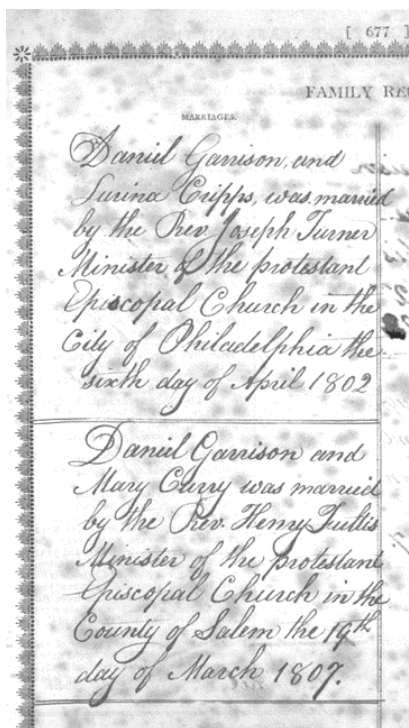 [ 677 ]
FAMILY REC
MARRIAGES.
Daniel Garrison, and
Surina Cripps, was married
by the Rev. Joseph Turner
Minister of the protestant
Episcopal Church in the
City of Philadelphia the
sixth day of April 1802
Daniel Garrison and
Mary Curry was married
by the Rev. Henry
Minister of the protestant
Episcopal Church in the
County of Salem the 19th
day of March 1807.